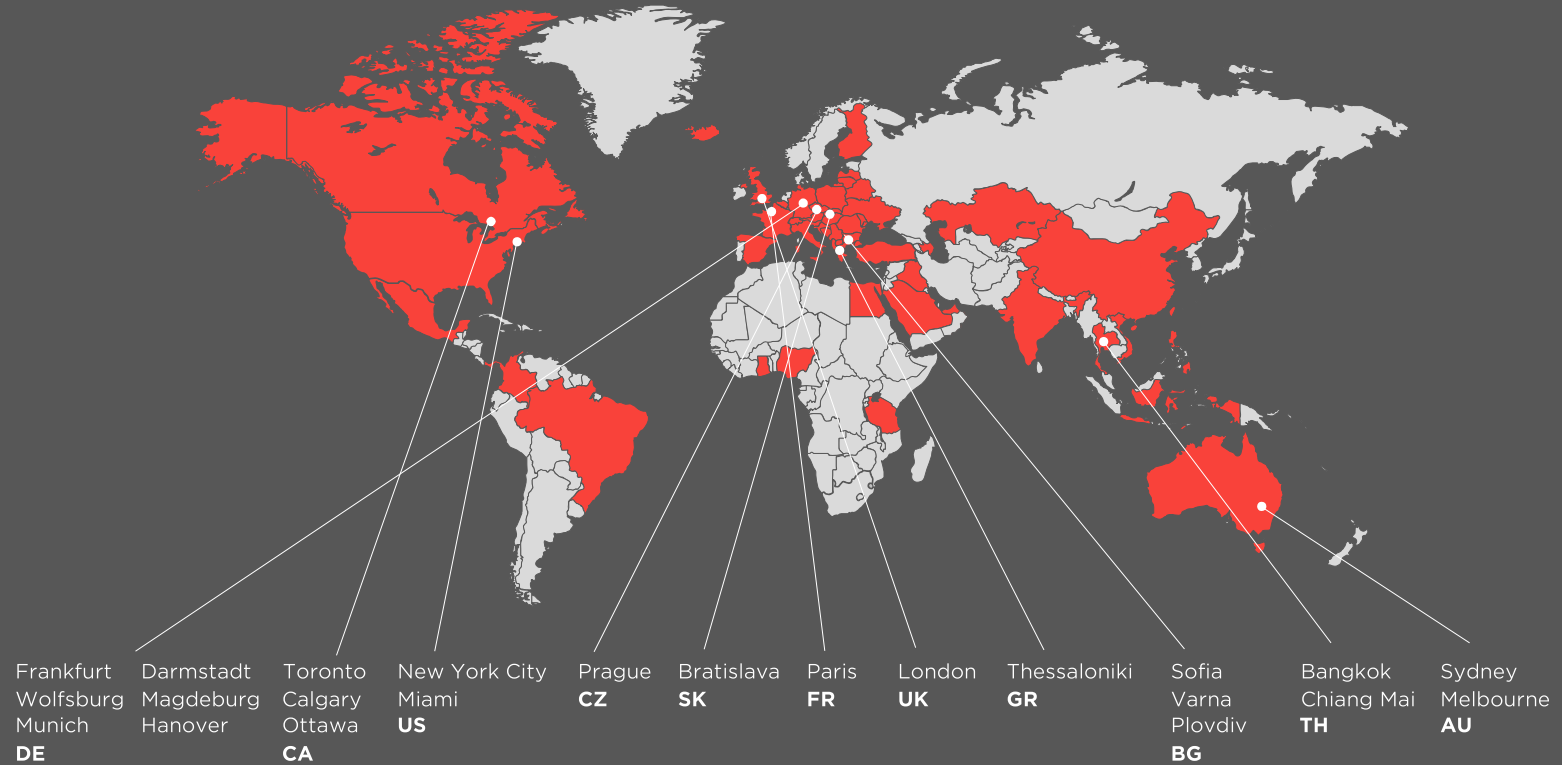 Frankfurt Darmstadt
Wolfsburg Magdeburg
Munich Hanover
DE
Toronto
Calgary
Ottawa
CA
New York City
Miami
US
Prague
CZ
Bratislava
SK
Paris
FR
London
UK
Thessaloniki
GR
Sofia
Varna
Plovdiv
BG
Bangkok
Chiang Mai
TH
Sydney
Melbourne
AU